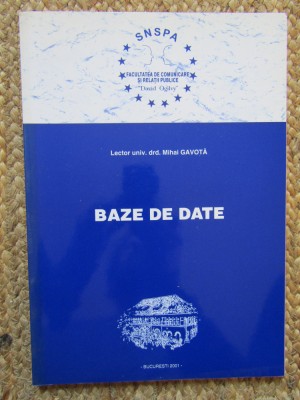 SNSPA
FACULTATEA DE COMUNICARE
ŞI RELAŢII PUBLICE
"David Ogilvy"
Lector univ. drd. Mihai GAVOTĂ
BAZE DE DATE
- BUCUREŞTI 2001 -